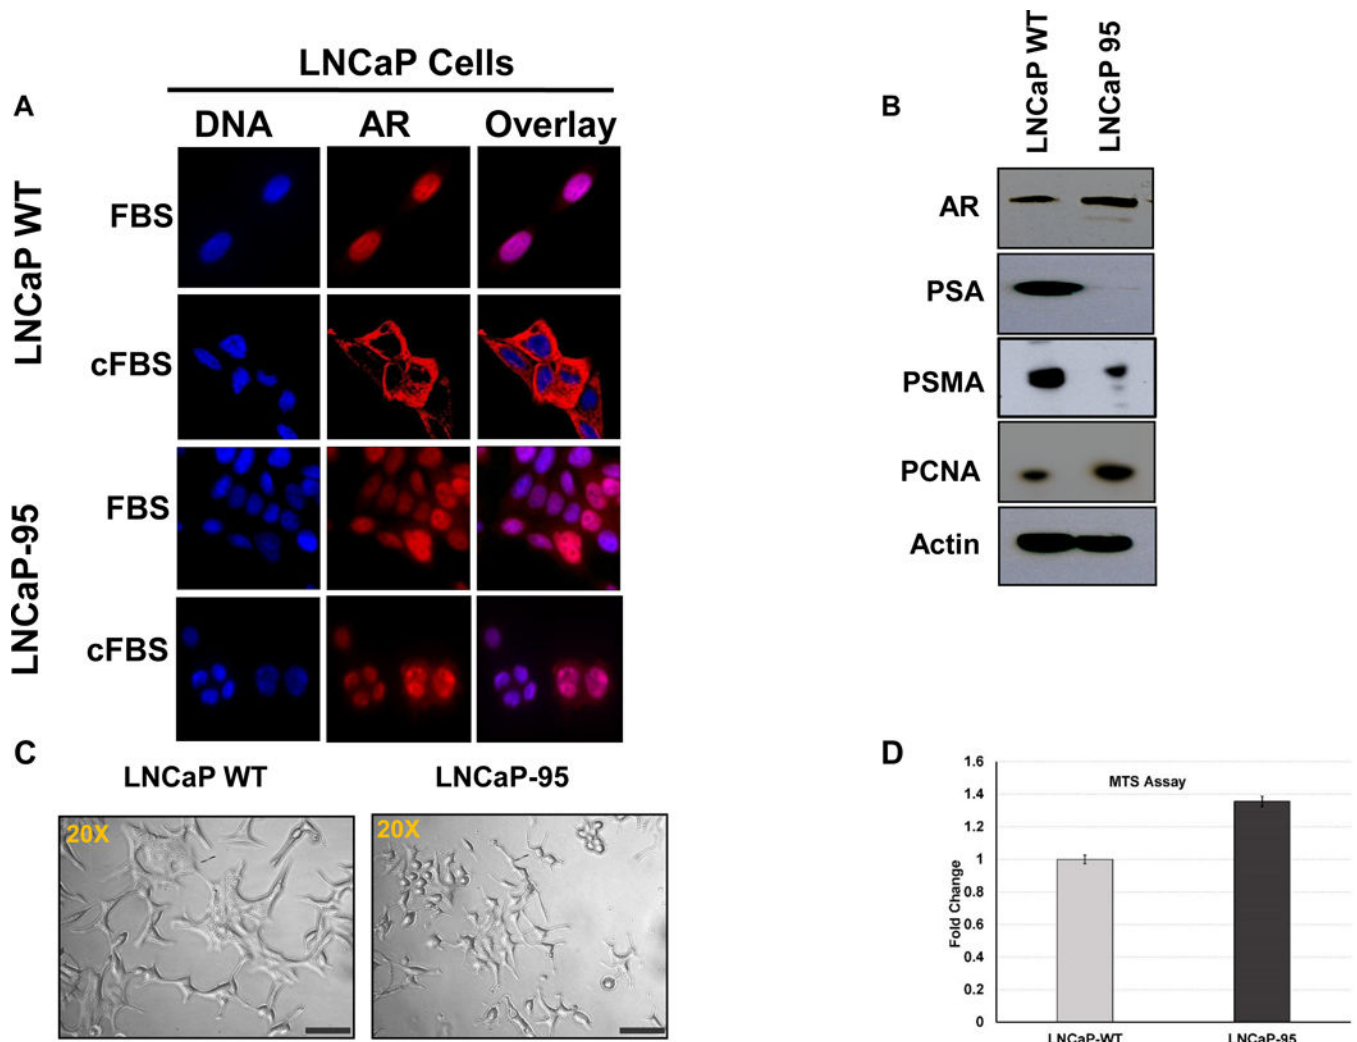 LNCaP Cells
A
DNA AR Overlay
LNCaP WT
FBS
cFBS
LNCaP-95
FBS
cFBS
B
LNCaP WT
LNCaP 95
AR
PSA
PSMA
PCNA
Actin
C
LNCaP WT LNCaP-95
20X 20X
D
MTS Assay
Fold Change
1.6
1.4
1.2
1
0.8
0.6
0.4
0.2
0
LNCaP-WT LNCaP-95